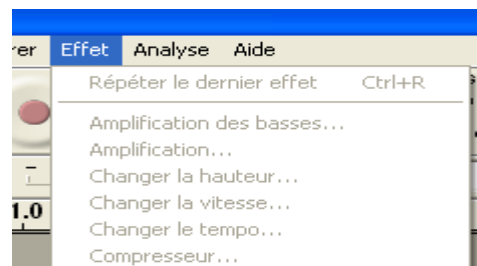 rer Effet Analyse Aide
Répéter le dernier effet Ctrl+R
Amplification des basses...
Amplification...
Changer la hauteur...
1.0
Changer la vitesse...
Changer le tempo...
Compresseur...